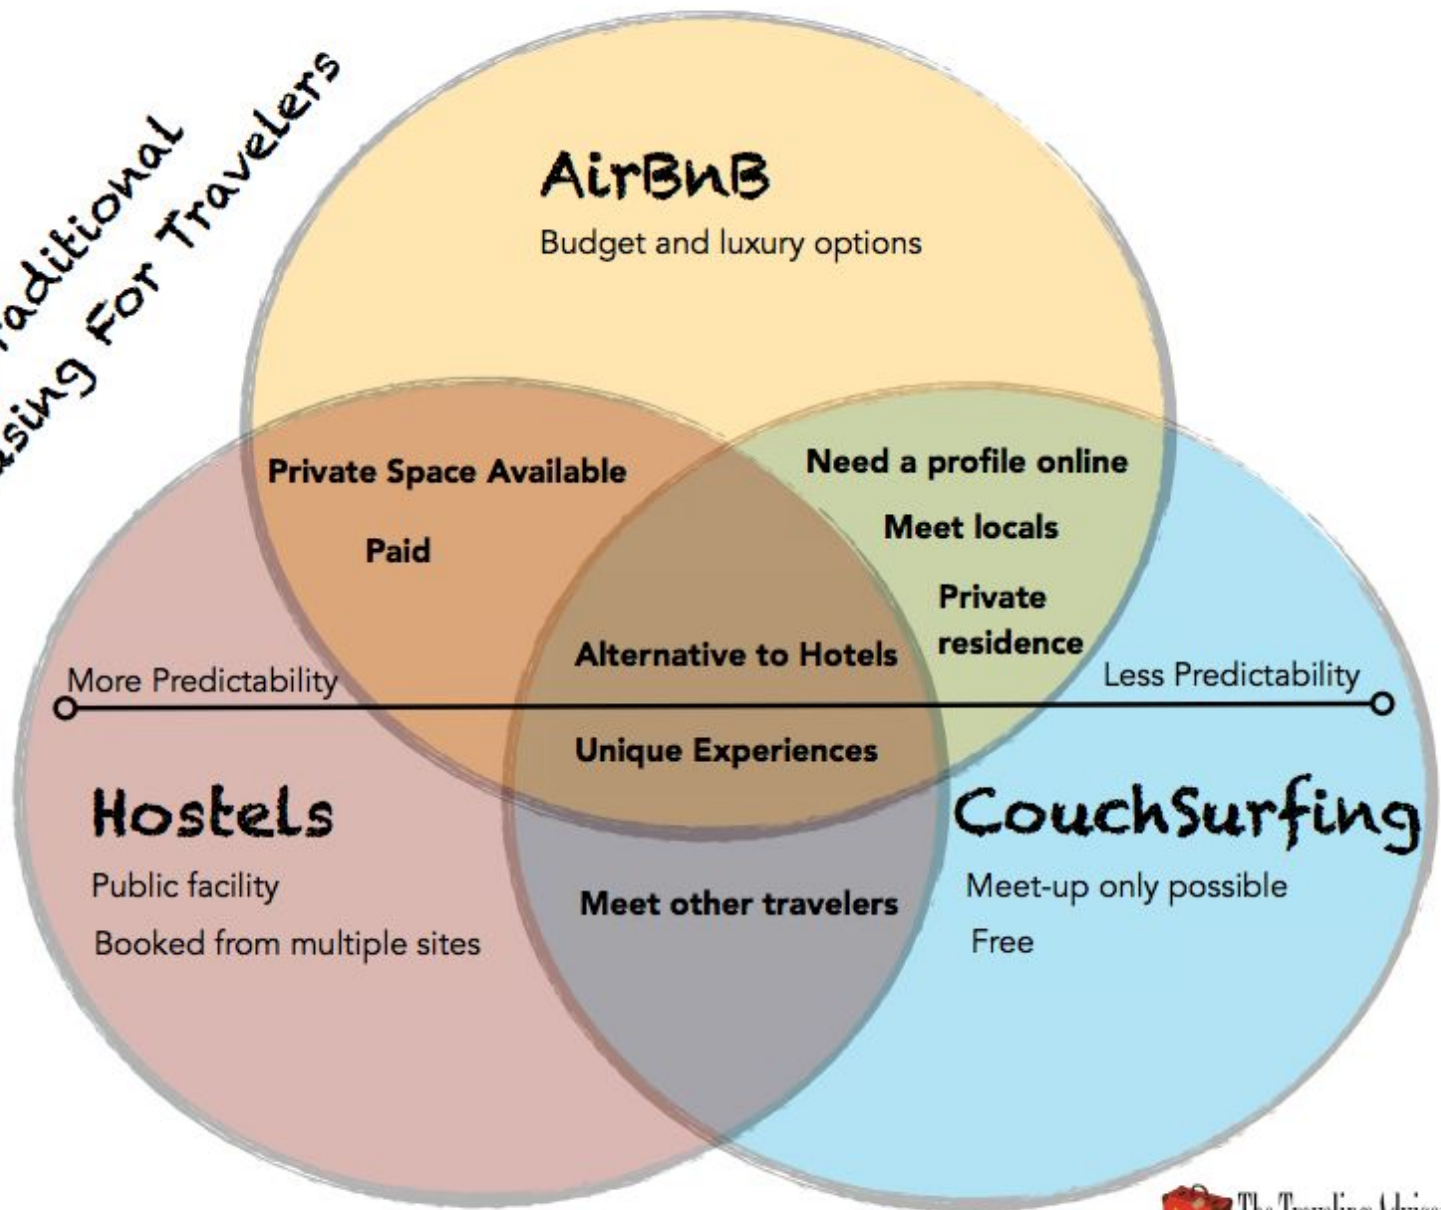 For Travelers
AirBnB
Budget and luxury options
Private Space Available
Paid
Need a profile online
Meet locals
Private
residence
Alternative to Hotels
More Predictability
Less Predictability
Unique Experiences
Hostels
Public facility
Booked from multiple sites
CouchSurfing
Meet-up only possible
Free
Meet other travelers
The Traveling